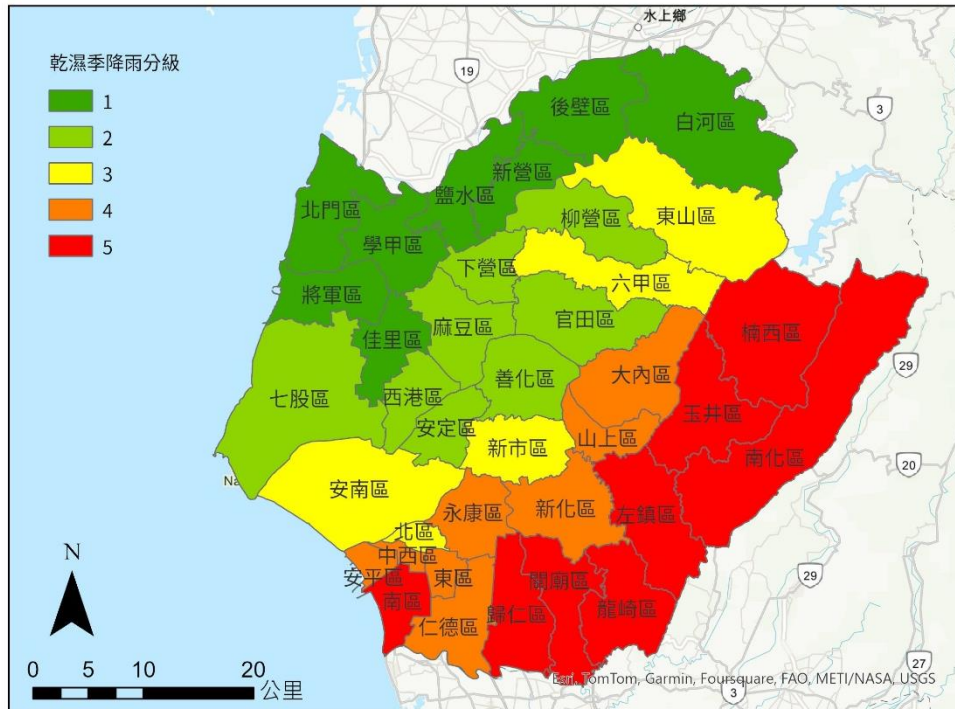 水上鄉
乾濕季降雨分級
1
2
3
4
5
19
3
後壁區
白河區
新營區
鹽水區
北門區
柳營區
東山區
學甲區
下營區
六甲區
將軍區
官田區
麻豆區
佳里區
楠西區
29
大內區
善化區
七股區
西港區
玉井區
安定區
山上區
新市區
南化區
20
Na
安南區
永康區
新化區
左鎮區
北區
中西區
安平區
東區
關廟區
29
南區
龍崎區
歸仁區
仁德區
N
0 5 10 20
公里
27
3
Esri, TomTom, Garmin, Foursquare, FAO, METI/NASA, USGS